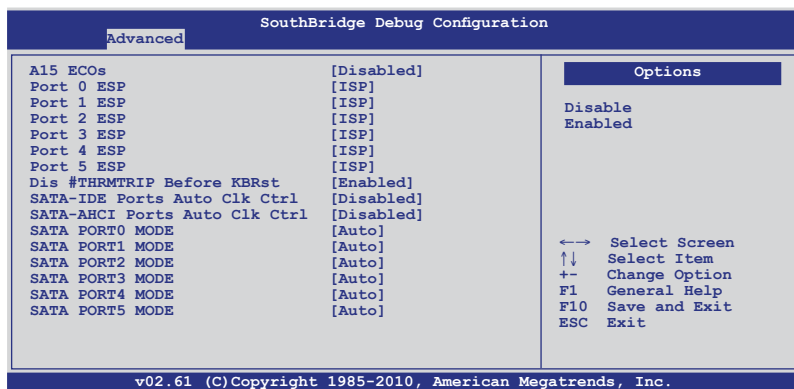 SouthBridge Debug Configuration
Advanced
A15 ECOs [Disabled]
Port 0 ESP [ISP]
Port 1 ESP [ISP]
Port 2 ESP [ISP]
Port 3 ESP [ISP]
Port 4 ESP [ISP]
Port 5 ESP [ISP]
Dis #THRMTRIP Before KBRst [Enabled]
SATA-IDE Ports Auto Clk Ctrl [Disabled]
SATA-AHCI Ports Auto Clk Ctrl [Disabled]
SATA PORT0 MODE [Auto]
SATA PORT1 MODE [Auto]
SATA PORT2 MODE [Auto]
SATA PORT3 MODE [Auto]
SATA PORT4 MODE [Auto]
SATA PORT5 MODE [Auto]
Options
Disable
Enabled
←→ Select Screen
↑↓ Select Item
+- Change Option
F1 General Help
F10 Save and Exit
ESC Exit
v02.61 (C)Copyright 1985-2010, American Megatrends, Inc.